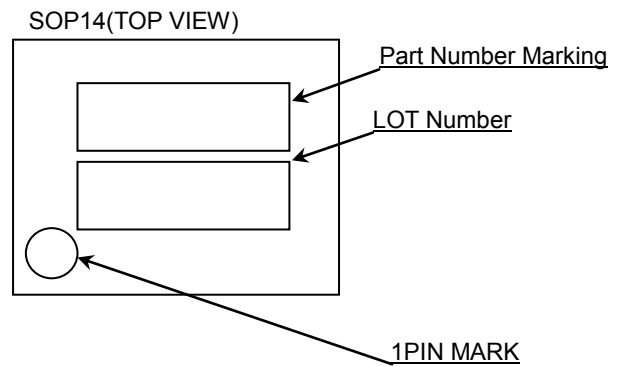 SOP14(TOP VIEW)
Part Number Marking
LOT Number
1PIN MARK